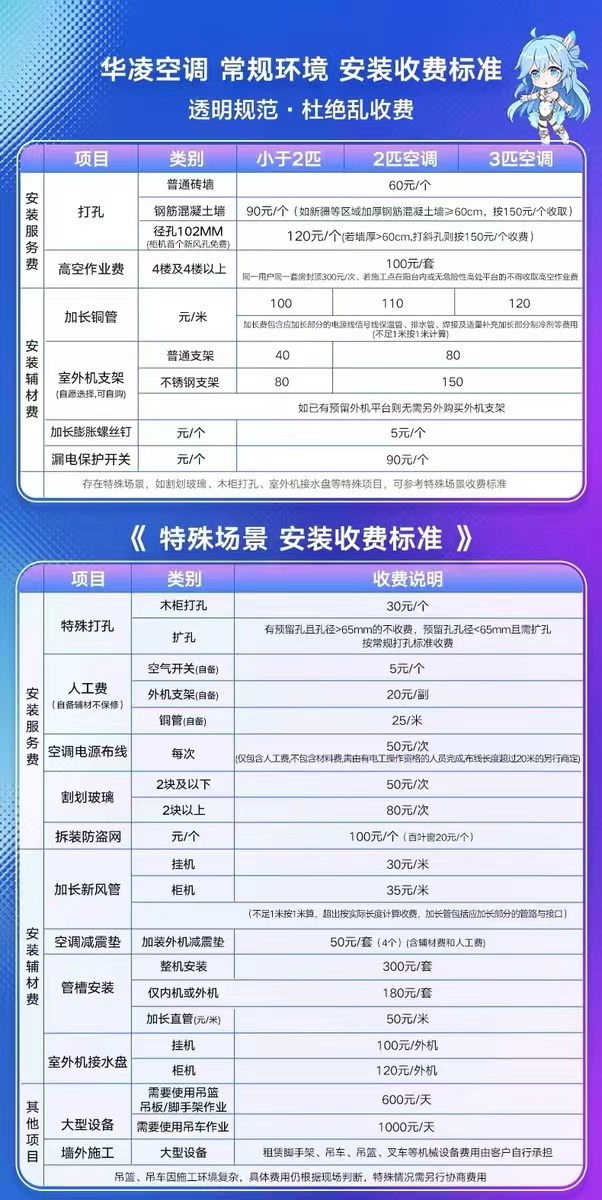 华凌空调 常规环境 安装收费标准
透明规范·杜绝乱收费
项目 类别 小于2匹 2匹空调 3匹空调
安装服务费
打孔
普通砖墙 60元/个
钢筋混凝土墙 90元/个（如新疆等区域加厚钢筋混凝土墙≥60cm，按150元/个收取）
径孔102MM
(柜机首个新风孔免费)
120元/个(若墙厚>60cm,打斜孔则按150元/个收费)
高空作业费 4楼及4楼以上
100元/套
同一用户同一套房封顶300元/次、若施工点在阳台内或无危险性高处平台的不得收取高空作业费
安装辅材费
加长铜管 元/米 100 110 120
加长费包含应加长部分的电源线信号线保温管、排水管、焊接及适量补充加长部分制冷剂等费用
(不足1米按1米计算)
室外机支架
(自愿选择,可自购)
普通支架 40 80
不锈钢支架 80 150
如已有预留外机平台则无需另外购买外机支架
加长膨胀螺丝钉 元/个 5元/个
漏电保护开关 元/个 90元/个
存在特殊场景，如割划玻璃、木柜打孔、室外机接水盘等特殊项目，可参考特殊场景收费标准
《 特殊场景 安装收费标准 》
项目 类别 收费说明
安装服务费
特殊打孔
木柜打孔 30元/个
扩孔
有预留孔且孔径>65mm的不收费，预留孔孔径<65mm且需扩孔
按常规打孔标准收费
人工费
（自备辅材不保修）
空气开关(自备) 5元/个
外机支架(自备) 20元/副
铜管(自备) 25/米
空调电源布线 每次
50元/次
(仅包含人工费,不包含材料费,需由有电工操作资格的人员完成,布线长度超过20米的另行商定)
割划玻璃
2块及以下 50元/次
2块以上 80元/次
拆装防盗网 元/个 100元/个（百叶窗20元/个）
安装辅材费
加长新风管
挂机 30元/米
柜机 35元/米
（不足1米按1米算，超出按实际长度计算收费，加长管包括应加长部分的管路与接口）
空调减震垫 加装外机减震垫 50元/套（4个）(含辅材费和人工费)
管槽安装
整机安装 300元/套
仅内机或外机 180元/套
加长直管(元/米) 50元/米
室外机接水盘
挂机 100元/外机
柜机 120元/外机
其他项目
大型设备
需要使用吊篮
吊板/脚手架作业
600元/天
需要使用吊车作业 1000元/天
墙外施工 大型设备 租赁脚手架、吊车、吊篮、叉车等机械设备费用由客户自行承担
吊篮、吊车因施工环境复杂，具体费用仍根据现场判断，特殊情况需另行协商费用